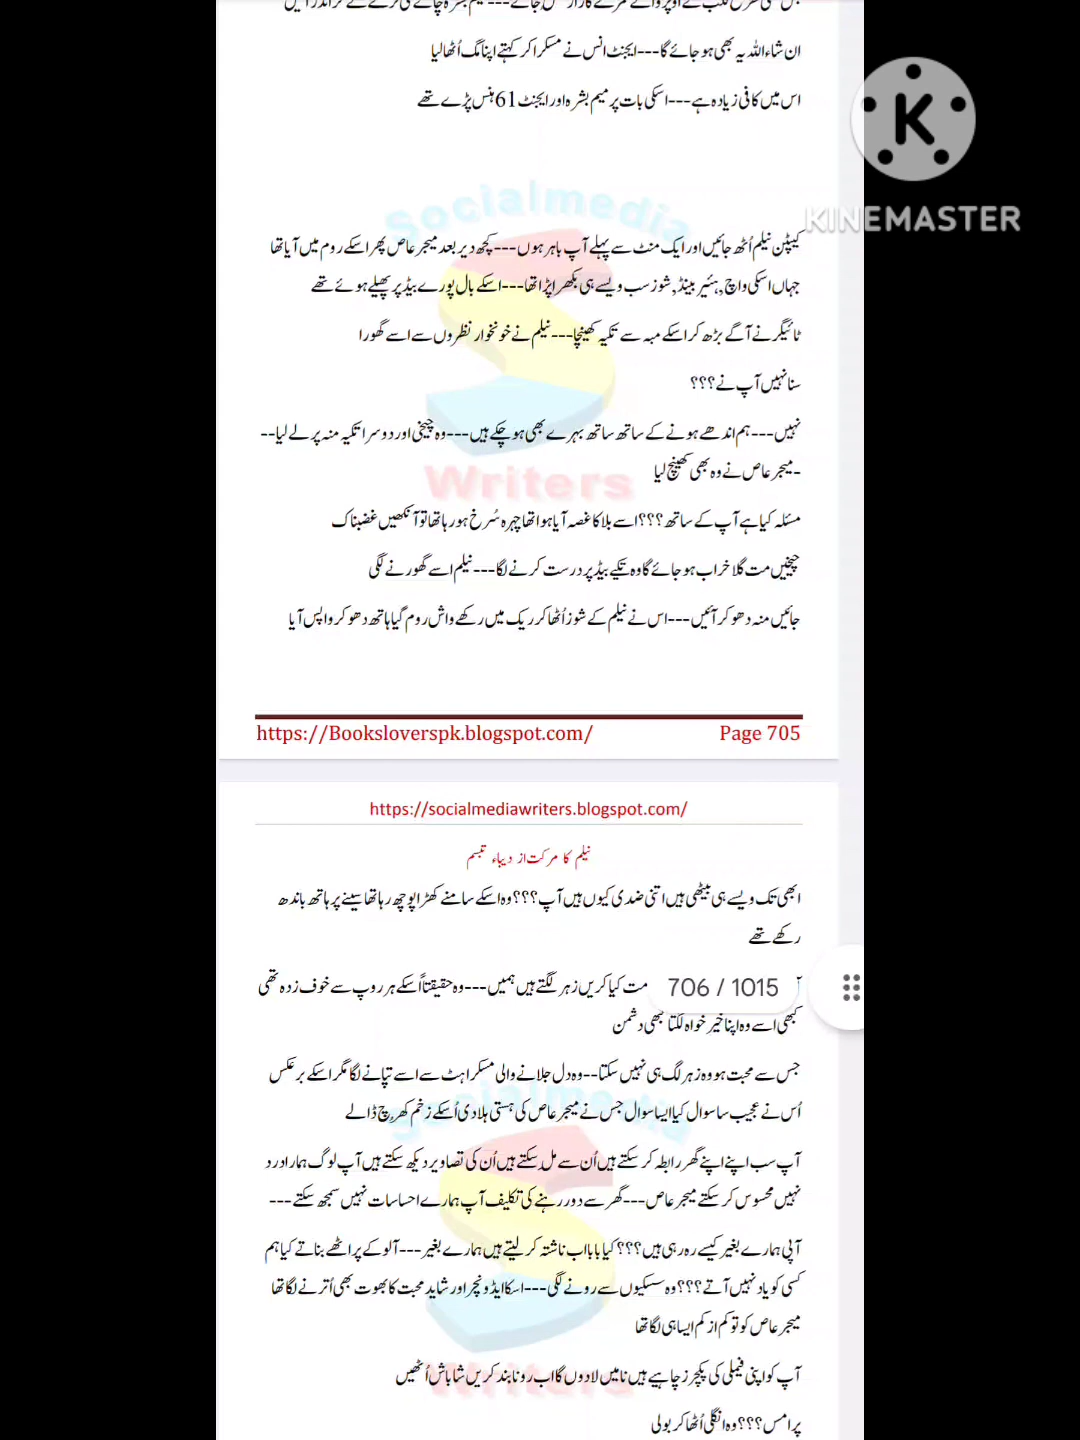 ان شاءاللہ یہ بھی ہو جائے گا---ایجنٹ انس نے مسکرا کر کہتے اپنا مگ اُٹھا لیا
اس میں کافی زیادہ ہے---اسکی بات پر میم بشرہ اور ایجنٹ 61 ہنس پڑے تھے
KINEMASTER
Socialmedia
کیپٹن نیلم اُٹھ جائیں اور ایک منٹ سے پہلے آپ باہر ہوں---کچھ دیر بعد میجر عاص پھر اسکے روم میں آیا تھا
جہاں اسکی واچ, ہئیر بینڈ, شوز سب ویسے ہی بکھرا پڑا تھا---اسکے بال پورے بیڈ پر پھیلے ہوئے تھے
ٹائیگر نے آگے بڑھ کر اسکے مبہ سے تکیہ کھینچا---نیلم نے خونخوار نظروں سے اسے گھورا
سنا نہیں آپ نے؟؟؟
نہیں---ہم اندھے ہونے کے ساتھ ساتھ بہرے بھی ہو چکے ہیں---وہ چیخی اور دوسرا تکیہ منہ پر لے لیا--
-میجر عاص نے وہ بھی کھینچ لیا
Writers
مسئلہ کیا ہے آپ کے ساتھ؟؟؟اسے بلا کا غصہ آیا ہوا تھا چہرہ سُرخ ہو رہا تھا تو آنکھیں غضبناک
چیخیں مت گلا خراب ہو جائے گا وہ تکیے بیڈ پر درست کرنے لگا---نیلم اسے گھورنے لگی
جائیں منہ دھو کر آئیں---اس نے نیلم کے شوز اُٹھا کر ریک میں رکھے واش روم گیا ہاتھ دھو کر واپس آیا
https://Booksloverspk.blogspot.com/ Page 705
https://socialmediawriters.blogspot.com/
نیلم کا مرکت از دیباء تبسم
ابھی تک ویسے ہی بیٹھی ہیں اتنی ضدی کیوں ہیں آپ؟؟؟وہ اسکے سامنے کھڑا پوچھ رہا تھا سینے پر ہاتھ باندھ
رکھے تھے
مت کیا کریں زہر لگتے ہیں ہمیں---وہ حقیقتاً اسکے ہر روپ سے خوف زدہ تھی
706 / 1015
کبھی اسے وہ اپنا خیر خواہ لگتا کبھی دشمن
جس سے محبت ہو وہ زہر لگ ہی نہیں سکتا--وہ دل جلانے والی مسکراہٹ سے اسے تپانے لگا مگر اسکے برعکس
اُس نے عجیب سا سوال کیا ایسا سوال جس نے میجر عاص کی ہستی ہلا دی اُسکے زخم کھرچ ڈالے
Socialmedia
آپ سب اپنے اپنے گھر رابطہ کر سکتے ہیں اُن سے مل سکتے ہیں اُن کی تصاویر دیکھ سکتے ہیں آپ لوگ ہمارا درد
نہیں محسوس کر سکتے میجر عاص---گھر سے دور رہنے کی تکلیف آپ ہمارے احساسات نہیں سمجھ سکتے---
آپی ہمارے بغیر کیسے رہ رہی ہیں؟؟؟کیا بابا اب ناشتہ کر لیتے ہیں ہمارے بغیر---آلو کے پراٹھے بناتے کیا ہم
کسی کو یاد نہیں آتے؟؟؟وہ سسکیوں سے رونے لگی---اسکا ایڈونچر اور شاید محبت کا بھوت بھی اُترنے لگا تھا
میجر عاص کو تو کم از کم ایسا ہی لگا تھا
آپ کو اپنی فیملی کی پکچرز چاہیے ہیں نا میں لا دوں گا اب رونا بند کریں شاباش اُٹھیں
Writers
پرامس؟؟؟وہ انگلی اُٹھا کر بولی